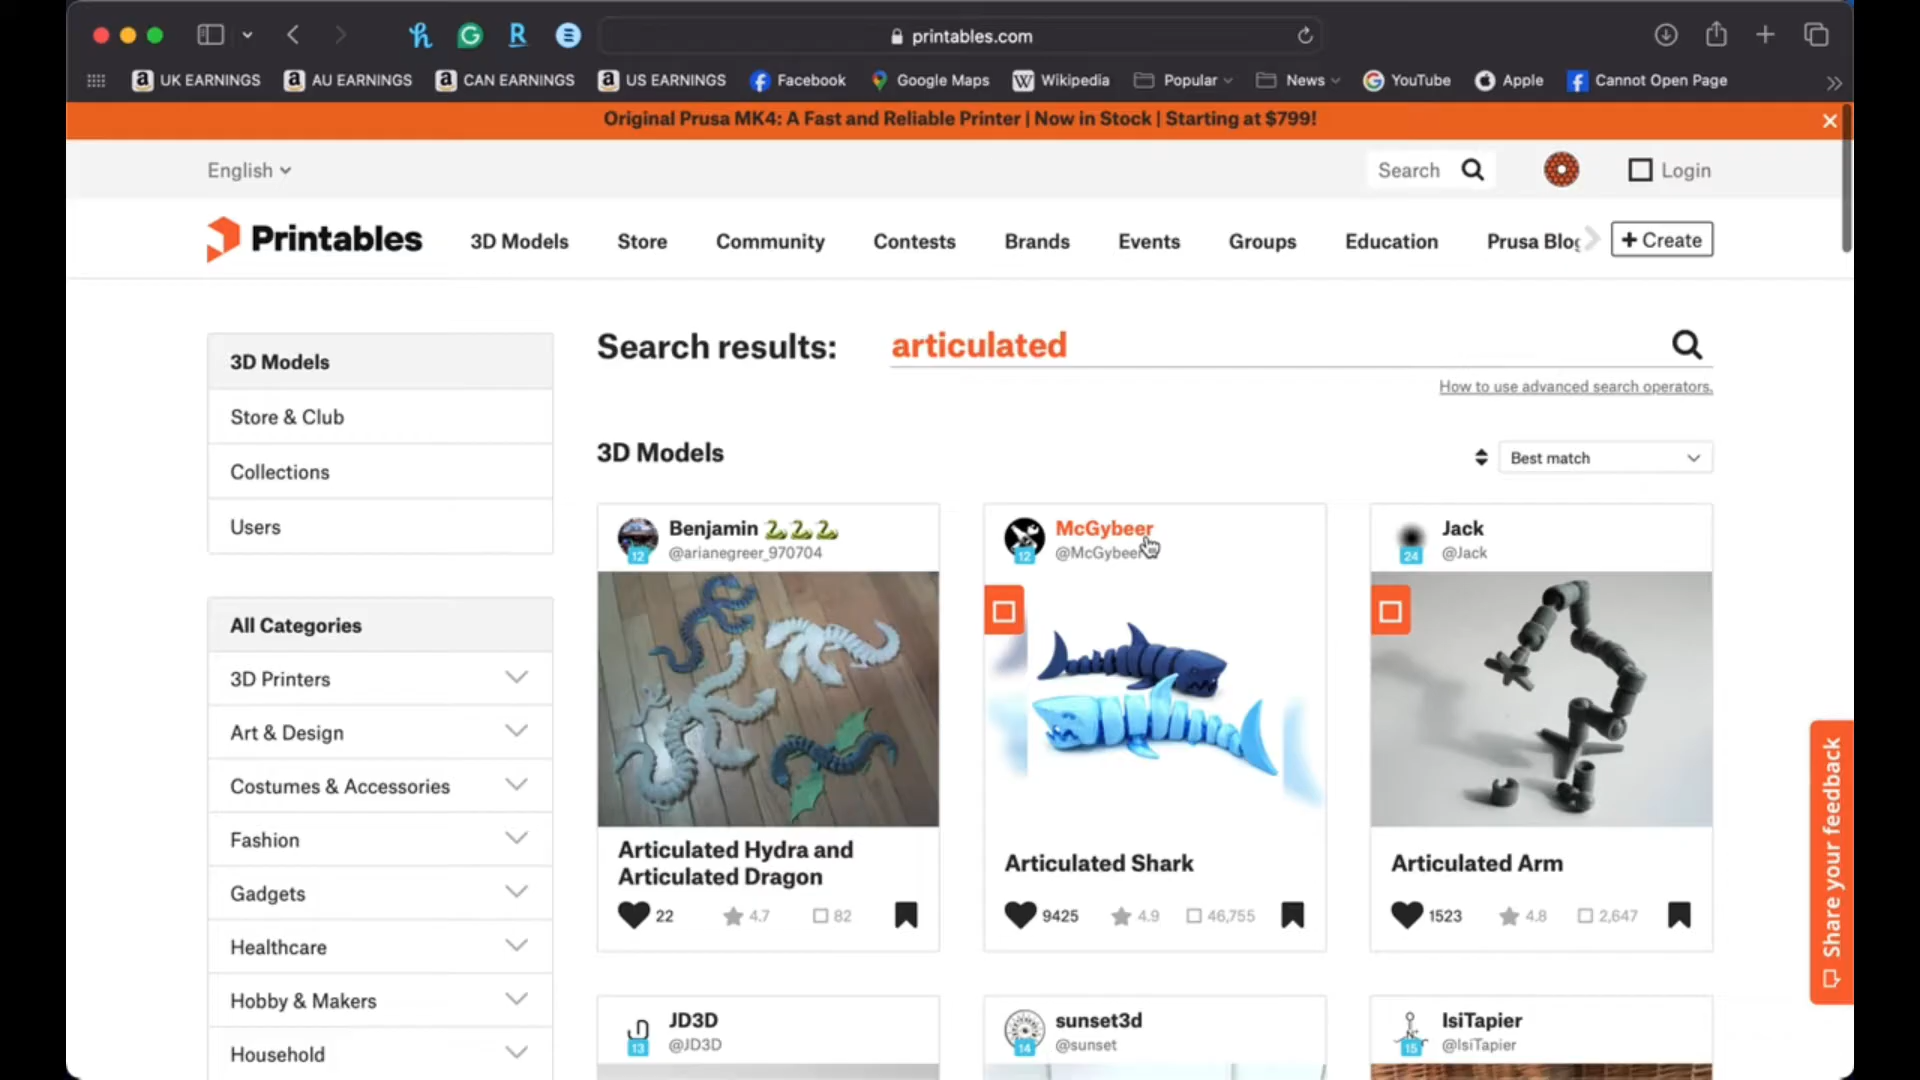 printables.com
UK EARNINGS
AU EARNINGS
CAN EARNINGS
US EARNINGS
Facebook
Google Maps
Wikipedia
Popular
News
YouTube
Apple
Cannot Open Page
Original Prusa MK4: A Fast and Reliable Printer | Now in Stock | Starting at $799!
English
Search
Login
Printables
3D Models
Store
Community
Contests
Brands
Events
Groups
Education
Prusa Blog
+ Create
3D Models
Store & Club
Collections
Users
All Categories
3D Printers
Art & Design
Costumes & Accessories
Fashion
Gadgets
Healthcare
Hobby & Makers
Household
Search results: articulated
How to use advanced search operators.
3D Models
Best match
Benjamin 🐍🐍🐍
@arianegreer_970704
12
Articulated Hydra and
Articulated Dragon
22
4.7
82
McGybeer
@McGybeer
12
Articulated Shark
9425
4.9
46,755
Jack
@Jack
24
Articulated Arm
1523
4.8
2,647
JD3D
@JD3D
13
sunset3d
@sunset
14
IsiTapier
@IsiTapier
15
Share your feedback